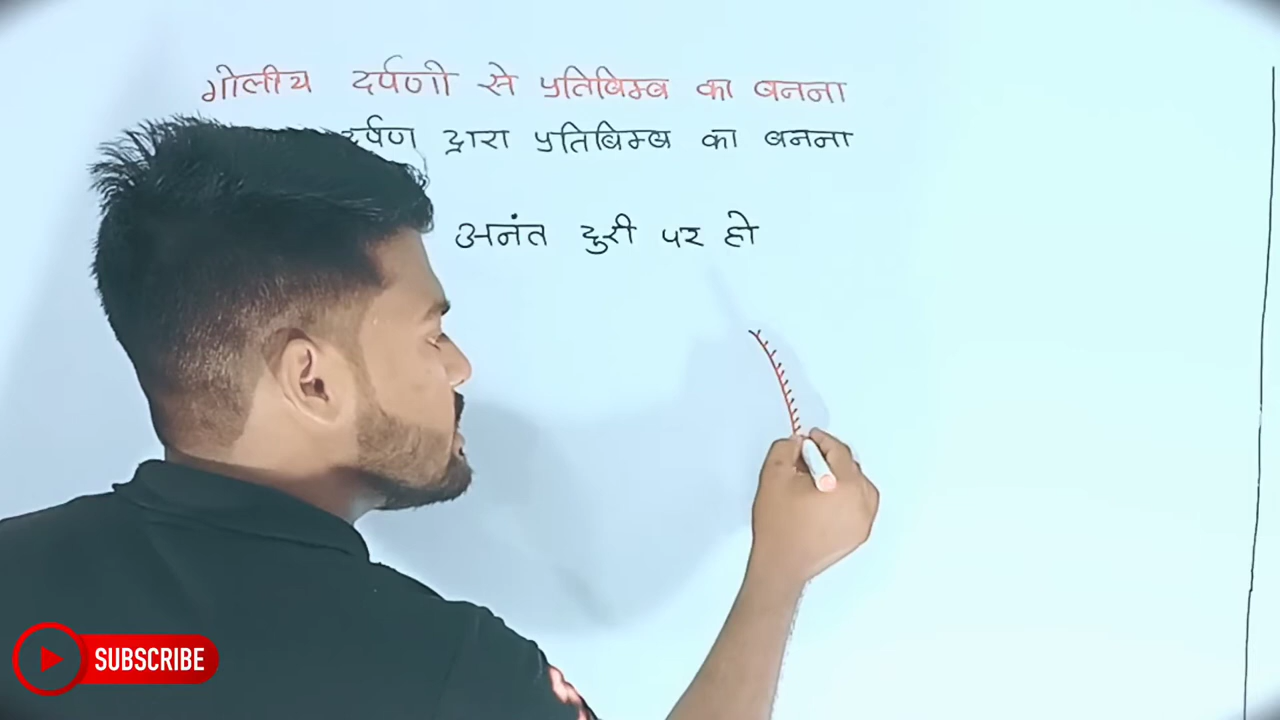 गोलीय दर्पणो से प्रतिबिम्ब का बनना
दर्पण द्वारा प्रतिबिम्ब का बनना
अनंत दुरी पर हो
SUBSCRIBE